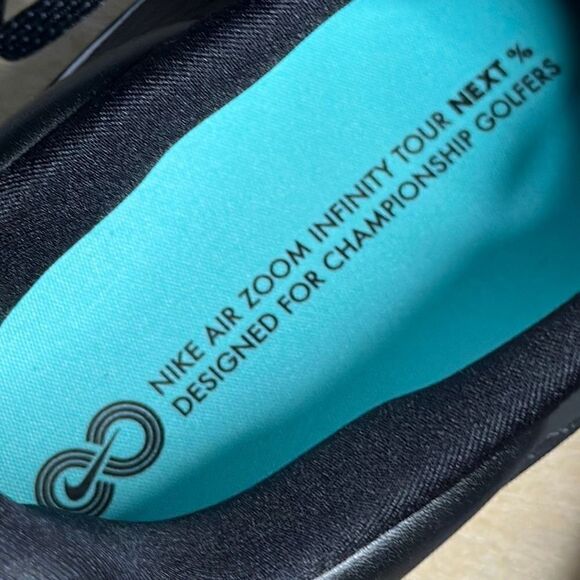 NIKE AIR ZOOM INFINITY TOUR NEXT %
DESIGNED FOR CHAMPIONSHIP GOLFERS